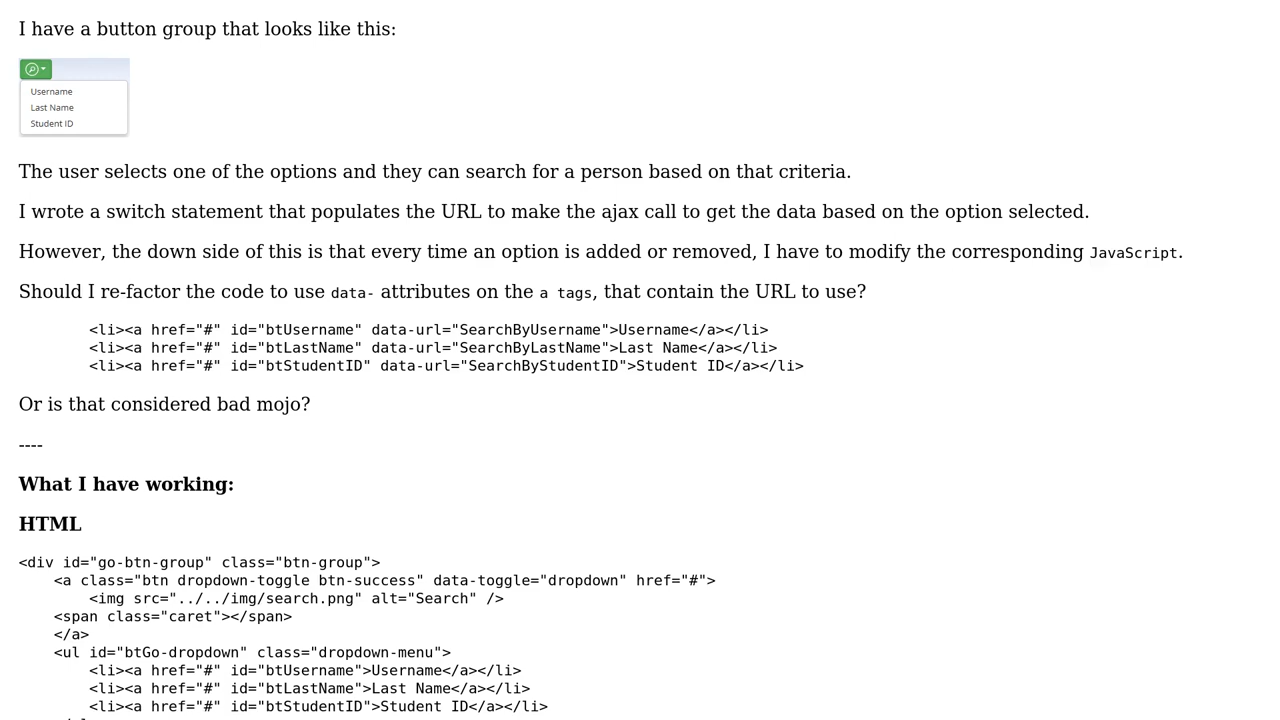 I have a button group that looks like this:
Username
Last Name
Student ID
The user selects one of the options and they can search for a person based on that criteria.
I wrote a switch statement that populates the URL to make the ajax call to get the data based on the option selected.
However, the down side of this is that every time an option is added or removed, I have to modify the corresponding JavaScript.
Should I re-factor the code to use data- attributes on the a tags, that contain the URL to use?
<li><a href="#" id="btUsername" data-url="SearchByUsername">Username</a></li>
<li><a href="#" id="btLastName" data-url="SearchByLastName">Last Name</a></li>
<li><a href="#" id="btStudentID" data-url="SearchByStudentID">Student ID</a></li>
Or is that considered bad mojo?
----
What I have working:
HTML
<div id="go-btn-group" class="btn-group">
<a class="btn dropdown-toggle btn-success" data-toggle="dropdown" href="#">
<img src="../../img/search.png" alt="Search" />
<span class="caret"></span>
</a>
<ul id="btGo-dropdown" class="dropdown-menu">
<li><a href="#" id="btUsername">Username</a></li>
<li><a href="#" id="btLastName">Last Name</a></li>
<li><a href="#" id="btStudentID">Student ID</a></li>